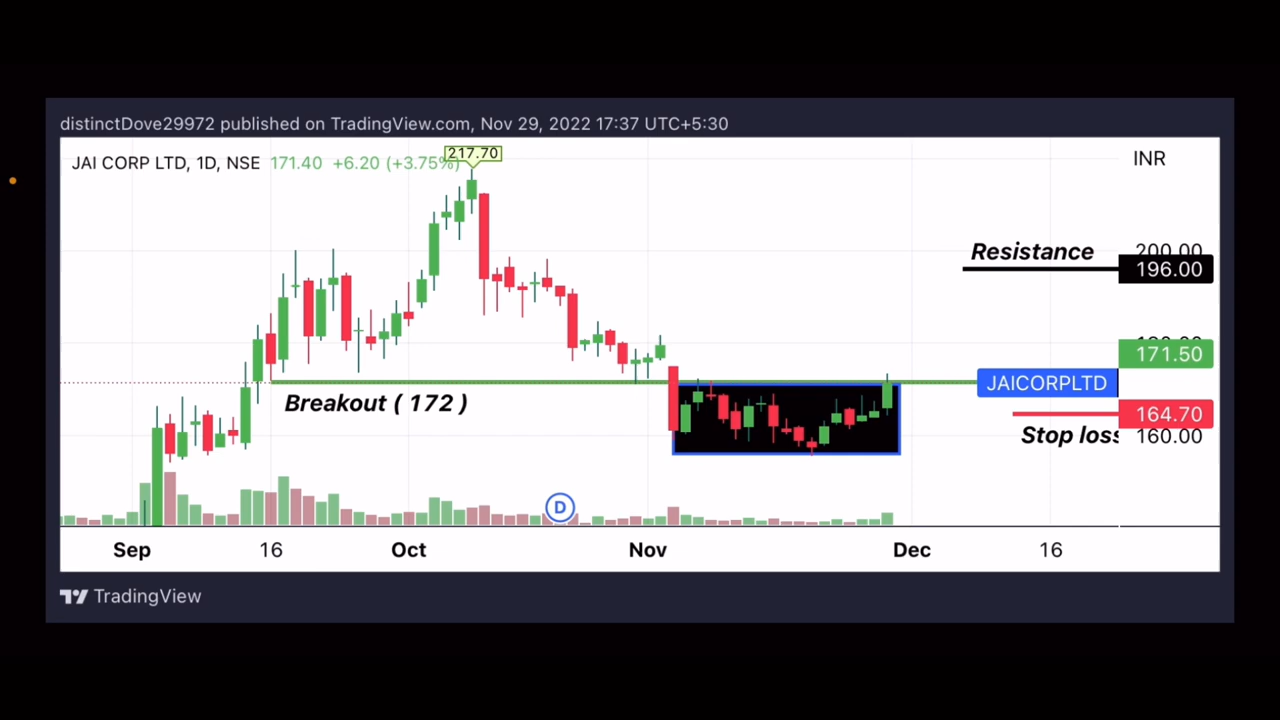 distinctDove29972 published on TradingView.com, Nov 29, 2022 17:37 UTC+5:30
JAI CORP LTD, 1D, NSE 171.40 +6.20 (+3.75%)
217.70
INR
Resistance
200.00
196.00
171.50
JAICORPLTD
Breakout ( 172 )
164.70
Stop loss
160.00
D
Sep 16 Oct Nov Dec 16
TradingView